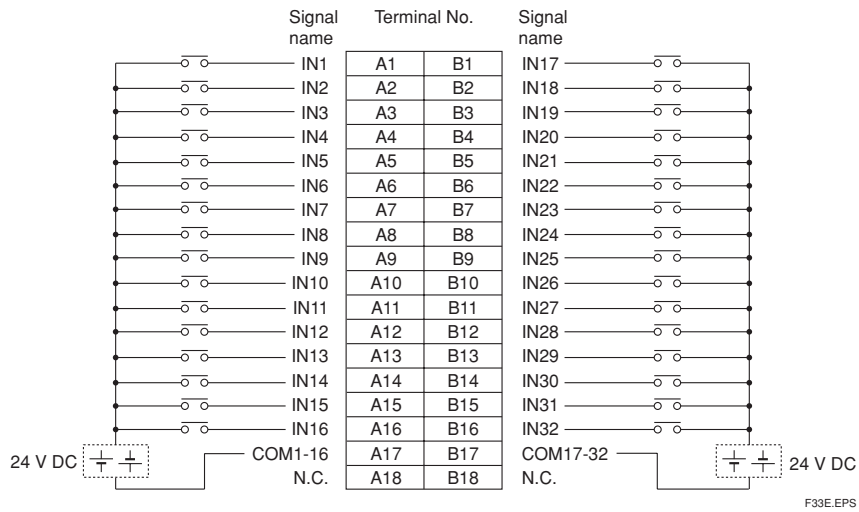 Signal name Terminal No. Signal name
IN1 A1 B1 IN17
IN2 A2 B2 IN18
IN3 A3 B3 IN19
IN4 A4 B4 IN20
IN5 A5 B5 IN21
IN6 A6 B6 IN22
IN7 A7 B7 IN23
IN8 A8 B8 IN24
IN9 A9 B9 IN25
IN10 A10 B10 IN26
IN11 A11 B11 IN27
IN12 A12 B12 IN28
IN13 A13 B13 IN29
IN14 A14 B14 IN30
IN15 A15 B15 IN31
IN16 A16 B16 IN32
24 V DC COM1-16 A17 B17 COM17-32 24 V DC
N.C. A18 B18 N.C.
F33E.EPS